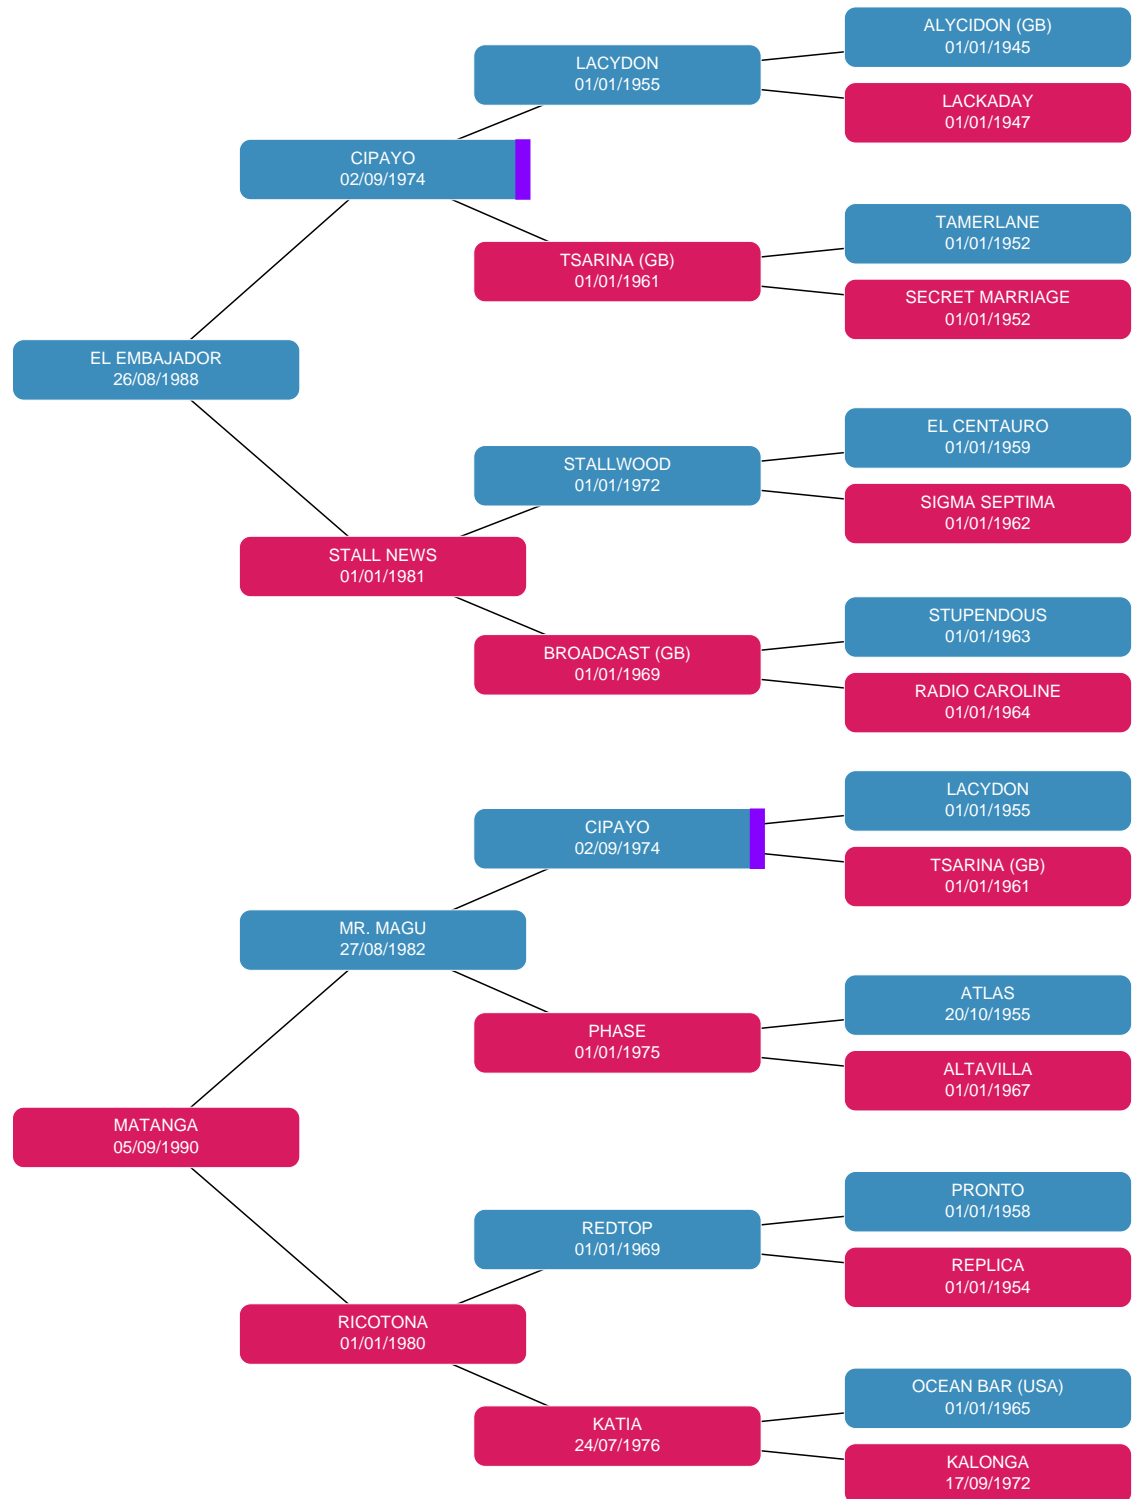 ALYCIDON (GB)
01/01/1945
LACYDON
01/01/1955
LACKADAY
01/01/1947
CIPAYO
02/09/1974
TAMERLANE
01/01/1952
TSARINA (GB)
01/01/1961
SECRET MARRIAGE
01/01/1952
EL EMBAJADOR
26/08/1988
EL CENTAURO
01/01/1959
STALLWOOD
01/01/1972
SIGMA SEPTIMA
01/01/1962
STALL NEWS
01/01/1981
STUPENDOUS
01/01/1963
BROADCAST (GB)
01/01/1969
RADIO CAROLINE
01/01/1964
LACYDON
01/01/1955
CIPAYO
02/09/1974
TSARINA (GB)
01/01/1961
MR. MAGU
27/08/1982
ATLAS
20/10/1955
PHASE
01/01/1975
ALTAVILLA
01/01/1967
MATANGA
05/09/1990
PRONTO
01/01/1958
REDTOP
01/01/1969
REPLICA
01/01/1954
RICOTONA
01/01/1980
OCEAN BAR (USA)
01/01/1965
KATIA
24/07/1976
KALONGA
17/09/1972